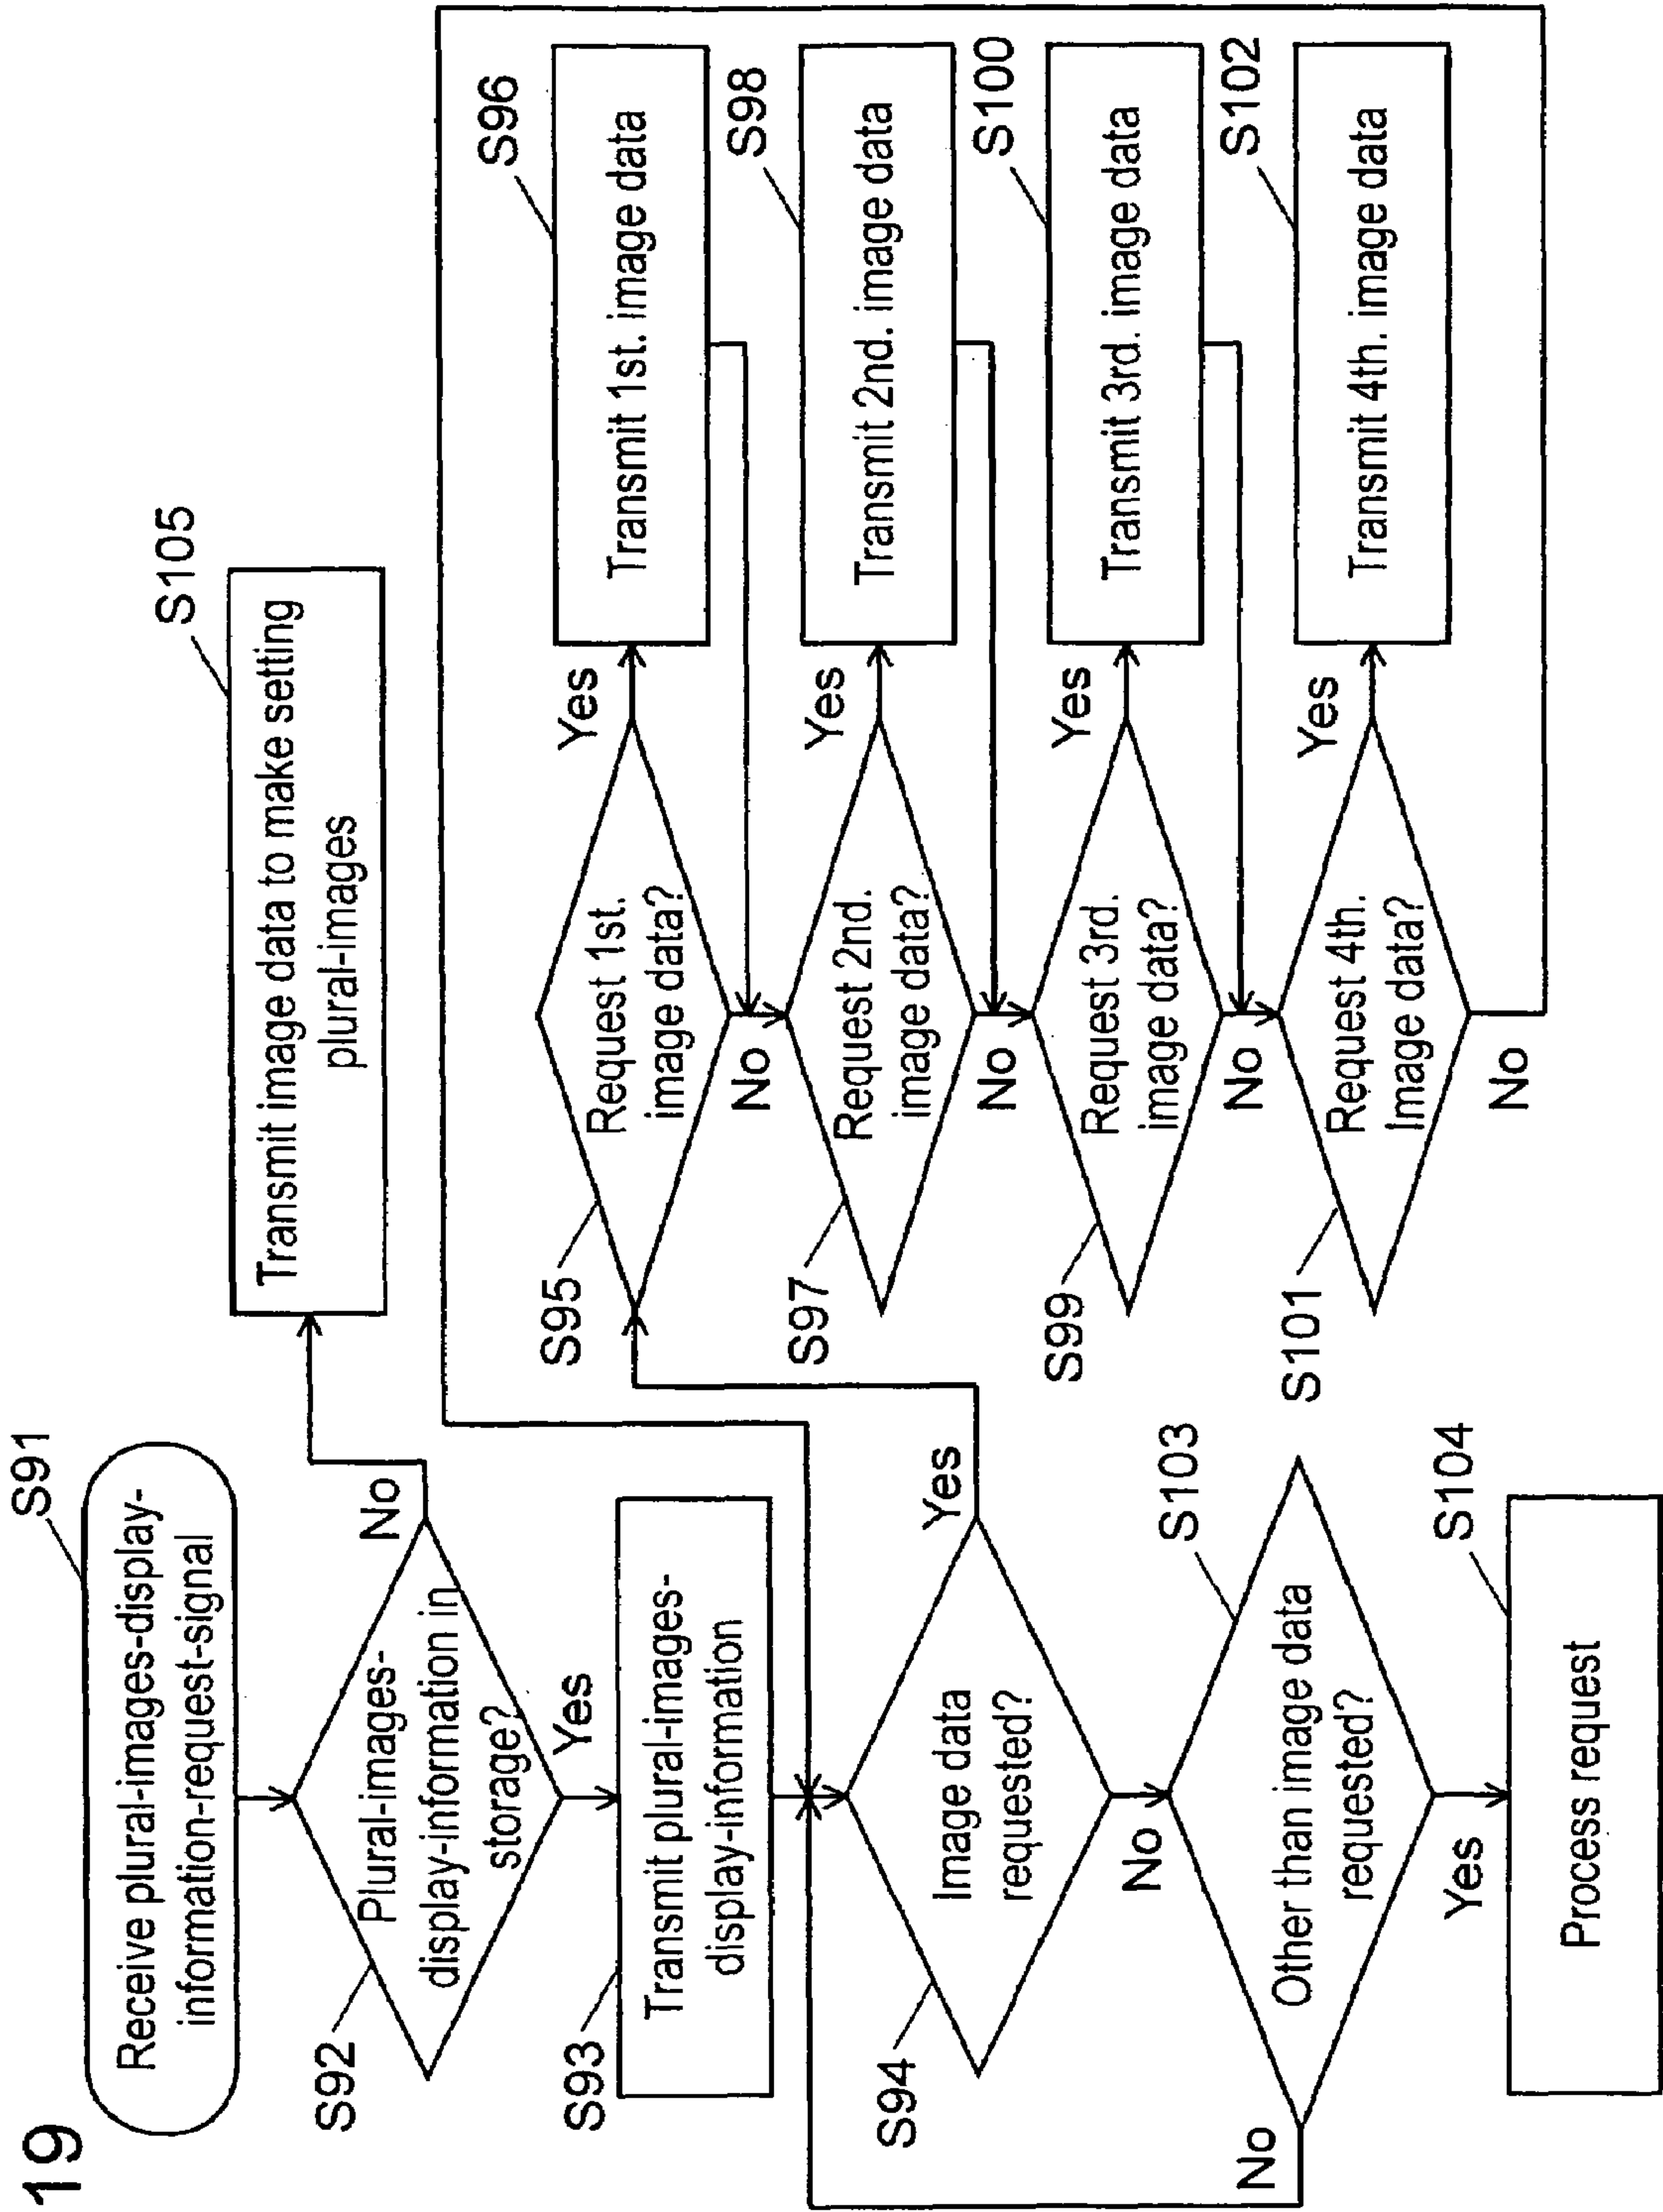 19
S91
Receive plural-images-display-
information-request-signal
S92
Plural-images-
display-information in
storage?
No
Yes
S105
Transmit image data to make setting
plural-images
S93
Transmit plural-images-
display-information
S94
Image data
requested?
Yes
No
S103
Other than image data
requested?
No
Yes
S104
Process request
S95
Request 1st.
image data?
Yes
No
S96
Transmit 1st. image data
S97
Request 2nd.
image data?
Yes
No
S98
Transmit 2nd. image data
S99
Request 3rd.
image data?
Yes
No
S100
Transmit 3rd. image data
S101
Request 4th.
Image data?
Yes
No
S102
Transmit 4th. image data